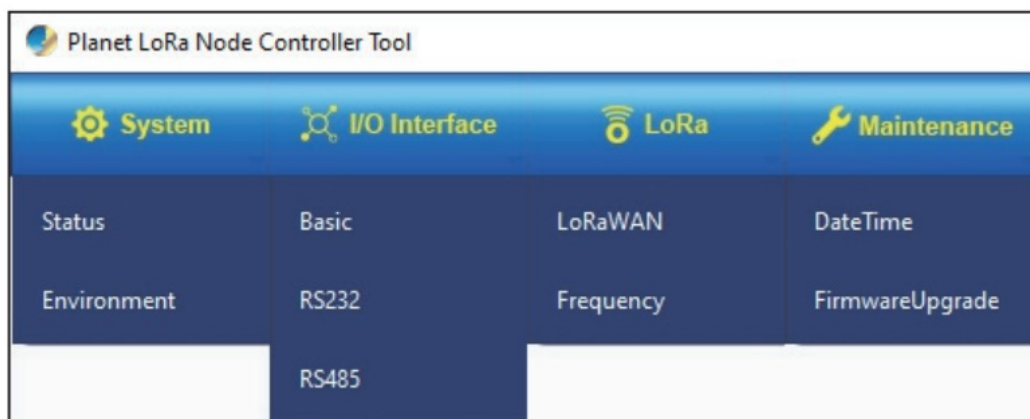 Planet LoRa Node Controller Tool
System I/O Interface LoRa Maintenance
Status Basic LoRaWAN DateTime
Environment RS232 Frequency FirmwareUpgrade
RS485